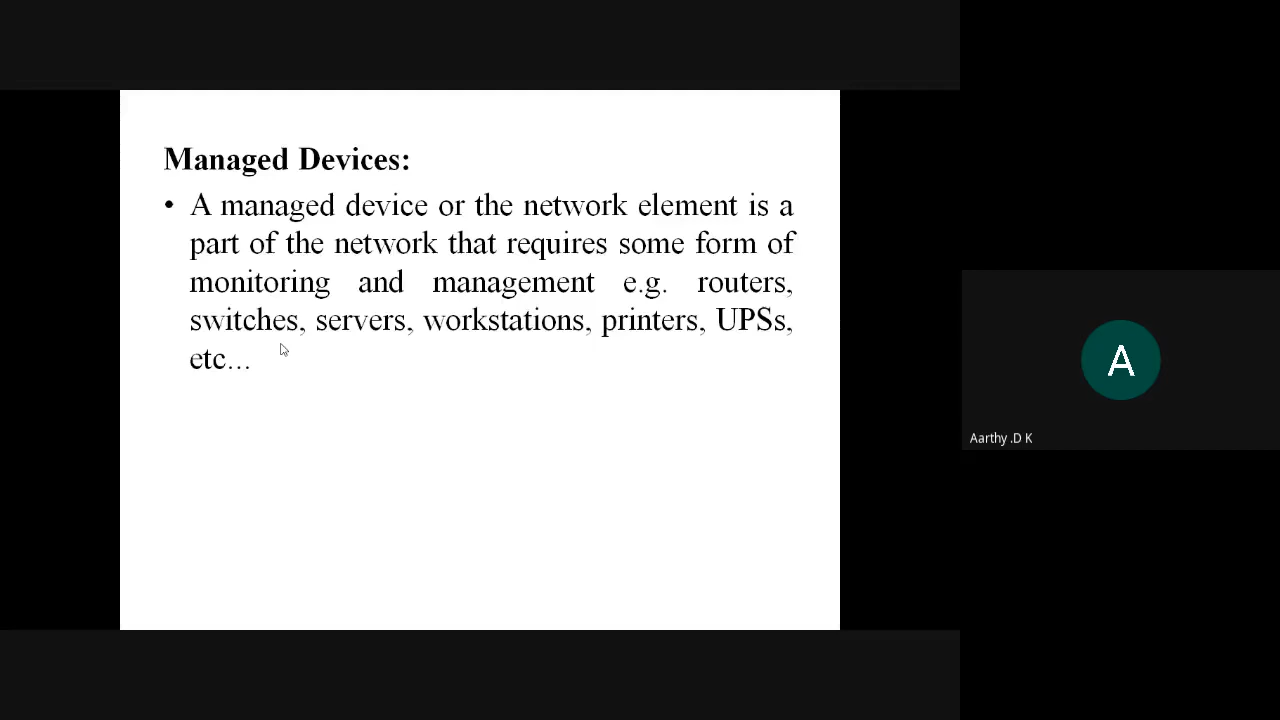 Managed Devices:
• A managed device or the network element is a
part of the network that requires some form of
monitoring and management e.g. routers,
switches, servers, workstations, printers, UPSs,
etc...
A
Aarthy .D K